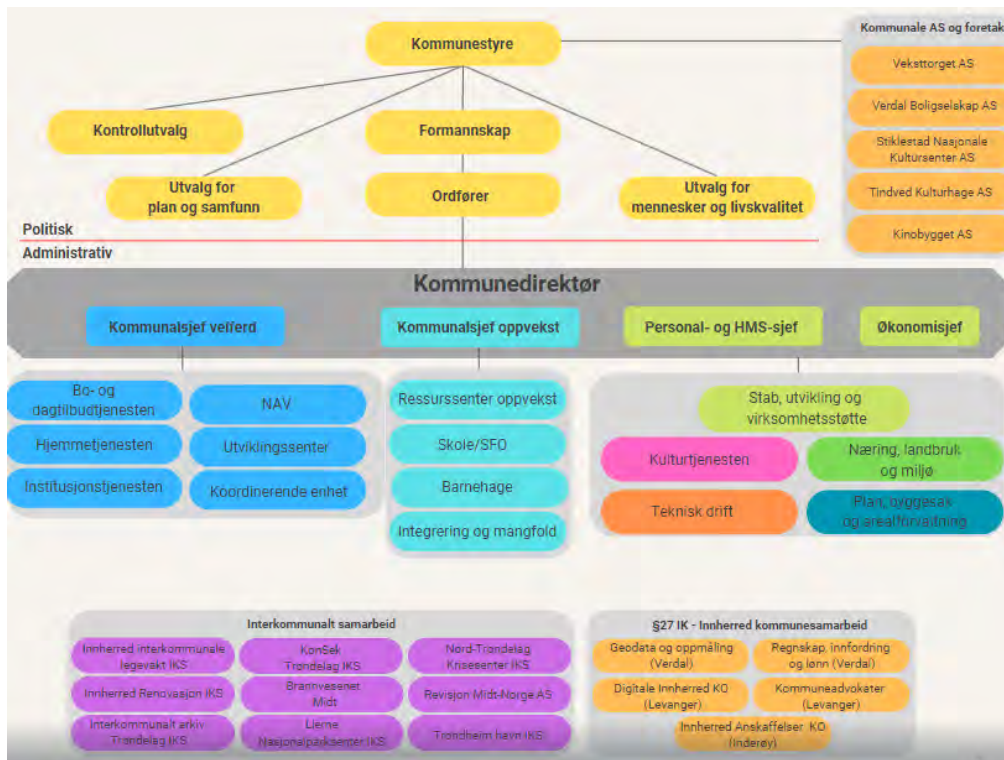 Kommunestyre
Kommunale AS og foretak
Veksttorget AS
Verdal Boligselskap AS
Stiklestad Nasjonale
Kultursenter AS
Tindved Kulturhage AS
Kinobygget AS
Kontrollutvalg
Formannskap
Utvalg for
plan og samfunn
Ordfører
Utvalg for
mennesker og livskvalitet
Politisk
Administrativ
Kommunedirektør
Kommunalsjef velferd
Kommunalsjef oppvekst
Personal- og HMS-sjef
Økonomisjef
Bo- og
dagtilbudtjenesten
NAV
Hjemmetjenesten
Utviklingssenter
Institusjonstjenesten
Koordinerende enhet
Ressurssenter oppvekst
Skole/SFO
Barnehage
Integrering og mangfold
Stab, utvikling og
virksomhetsstøtte
Kulturtjenesten
Næring, landbruk
og miljø
Teknisk drift
Plan, byggesak
og arealforvaltning
Interkommunalt samarbeid
Innherred interkommunale
legevakt IKS
KonSek
Trøndelag IKS
Nord-Trøndelag
Krisesenter IKS
Innherred Renovasjon IKS
Brannvesenet
Midt
Revisjon Midt-Norge AS
Interkommunalt arkiv
Trøndelag IKS
Lierne
Nasjonalparksenter IKS
Trondheim havn IKS
§27 IK - Innherred kommunesamarbeid
Geodata og oppmåling
(Verdal)
Regnskap, innfordring
og lønn (Verdal)
Digitale Innherred KO
(Levanger)
Kommuneadvokater
(Levanger)
Innherred Anskaffelser KO
(Inderøy)